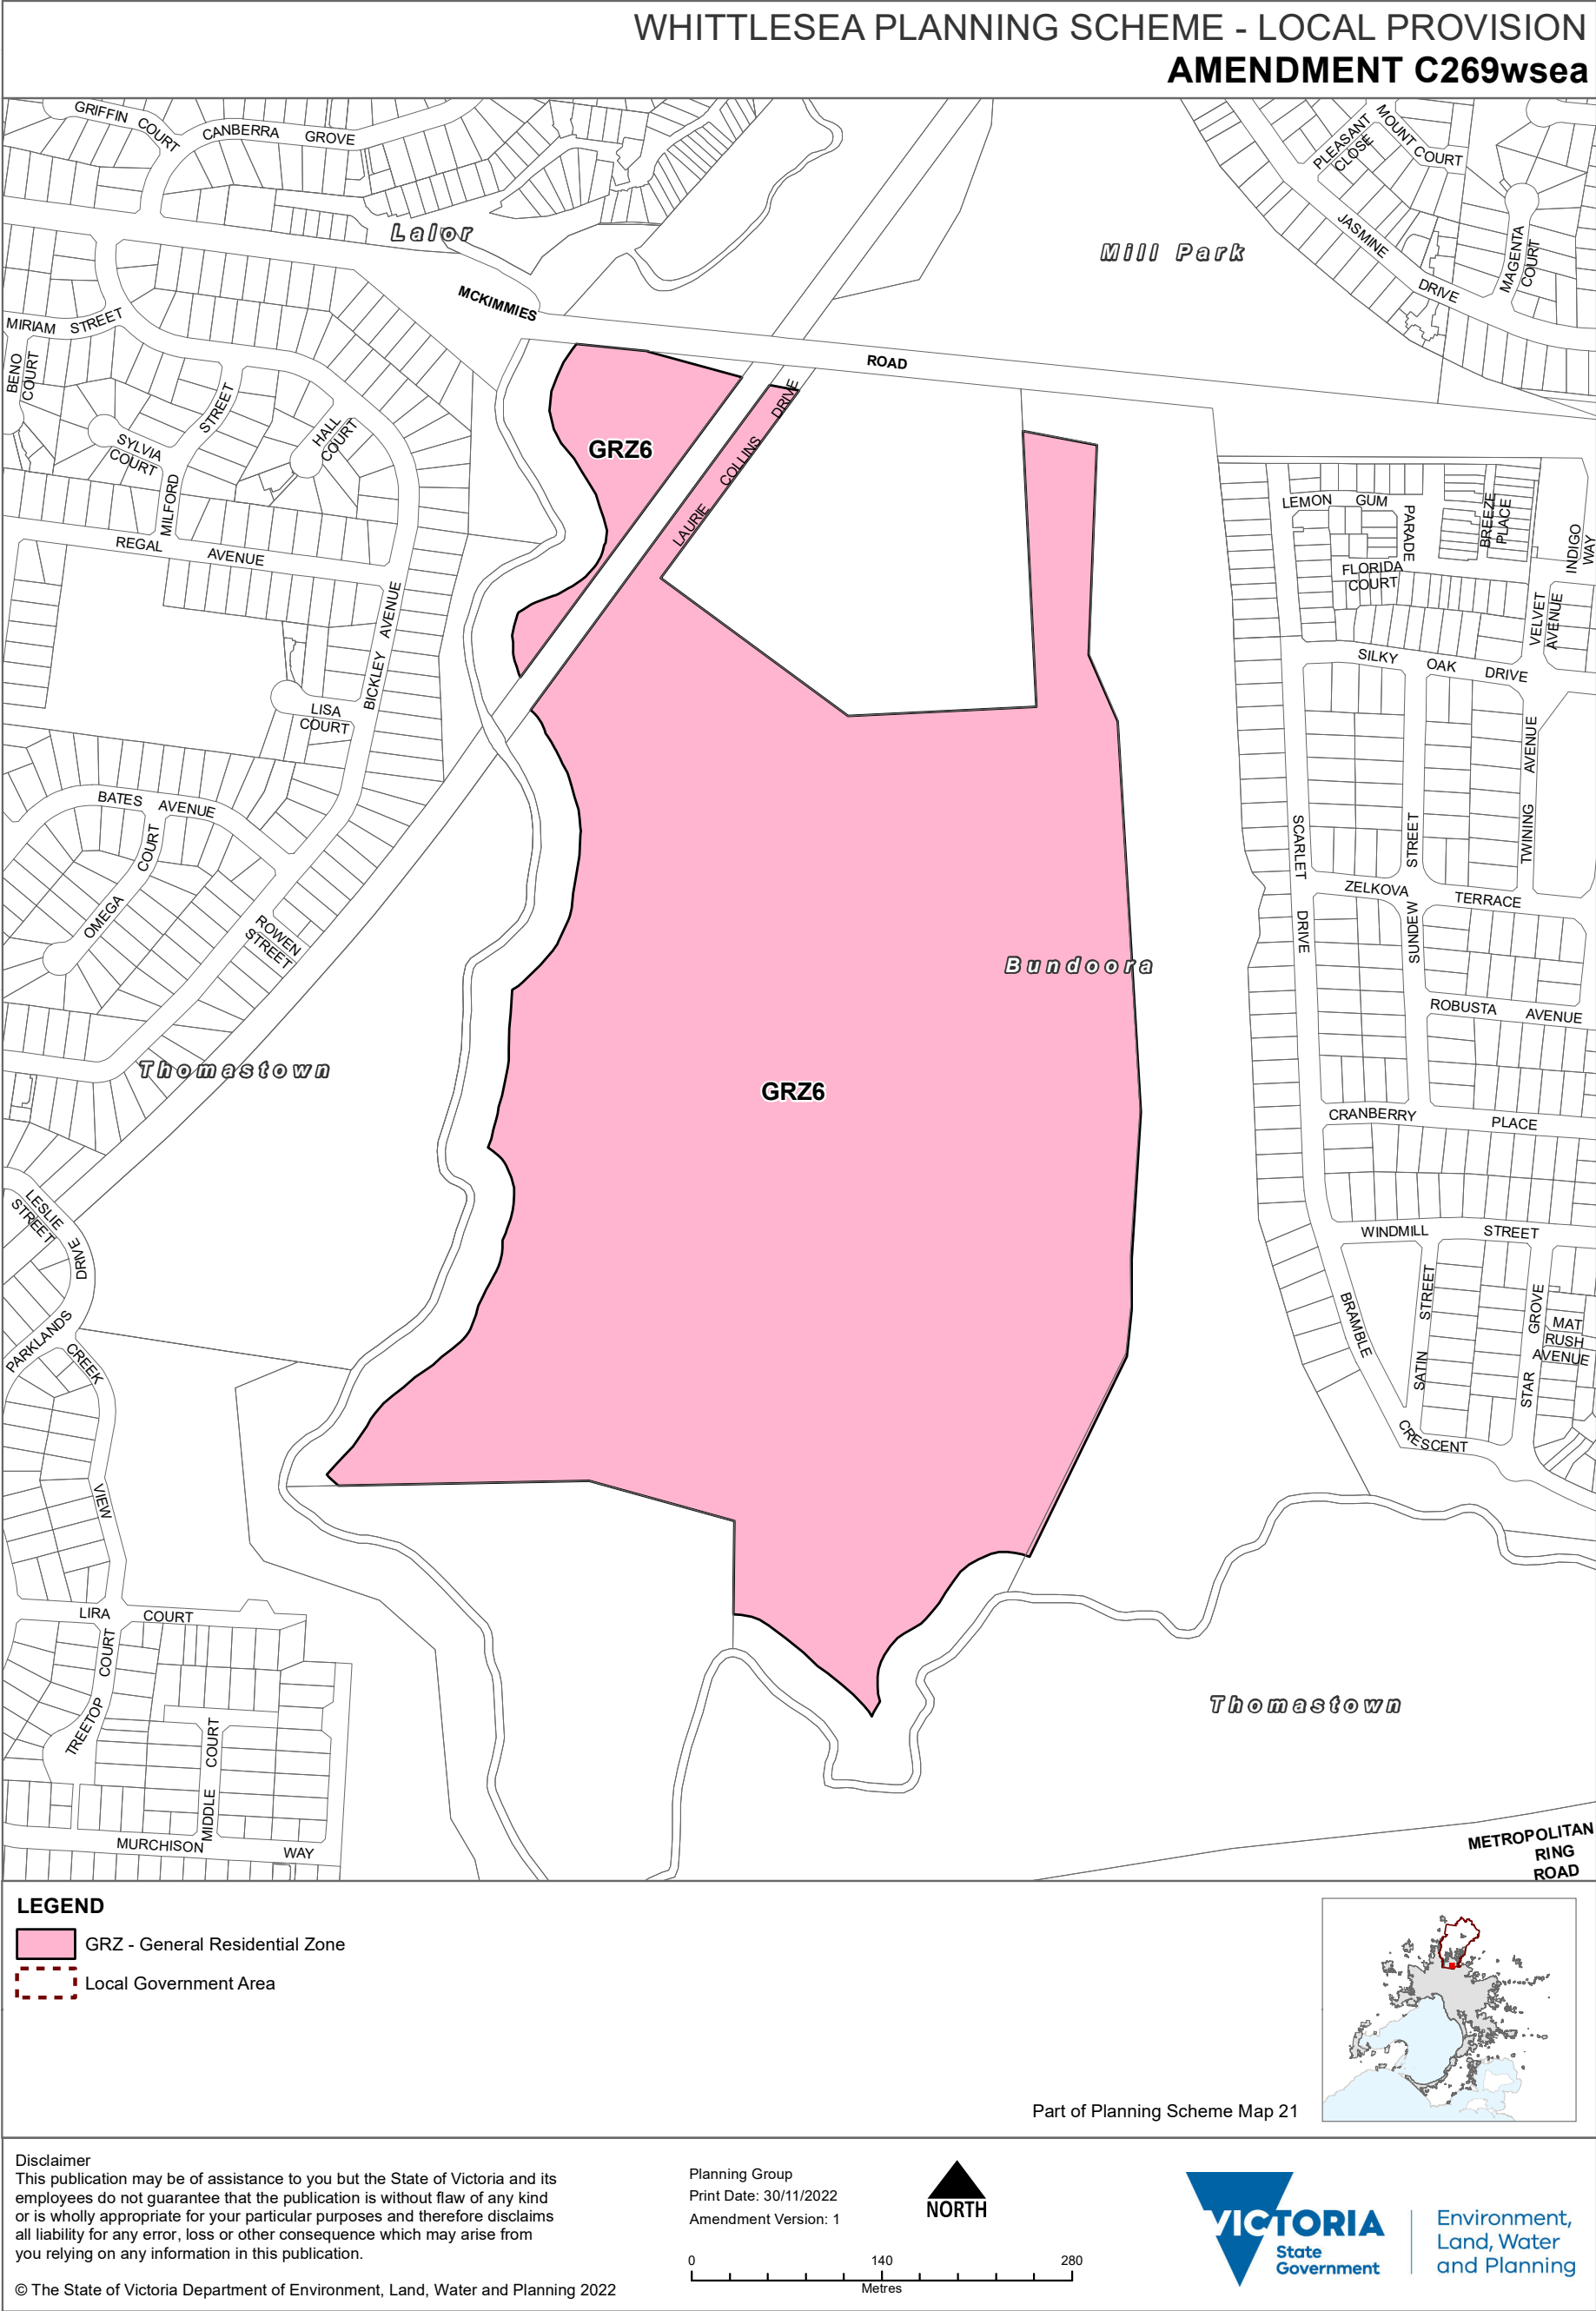 WHITTLESEA PLANNING SCHEME - LOCAL PROVISION
AMENDMENT C269wsea
GRIFFIN COURT
CANBERRA GROVE
PLEASANT
CLOSE
MOUNT COURT
JASMINE
DRIVE
MAGENTA
COURT
Lalor
Mill Park
MCKIMMIES
ROAD
MIRIAM STREET
BENO
COURT
SYLVIA
COURT
MILFORD
STREET
HALL
COURT
REGAL AVENUE
BICKLEY AVENUE
LISA
COURT
GRZ6
LAURIE COLLINS DRIVE
LEMON GUM
PARADE
BREEZE
PLACE
INDIGO
WAY
FLORIDA
COURT
VELVET
AVENUE
SILKY OAK DRIVE
BATES AVENUE
OMEGA COURT
ROWEN
STREET
SCARLET
DRIVE
SUNDEW STREET
TWINING AVENUE
ZELKOVA TERRACE
Bundoora
ROBUSTA AVENUE
Thomastown
GRZ6
CRANBERRY PLACE
LESLIE
STREET
DRIVE
PARKLANDS
CREEK
VIEW
WINDMILL STREET
BRAMBLE
CRESCENT
SATIN STREET
STAR GROVE
MAT
RUSH
AVENUE
LIRA COURT
TREETOP COURT
MIDDLE COURT
MURCHISON WAY
Thomastown
METROPOLITAN
RING
ROAD
LEGEND
GRZ - General Residential Zone
Local Government Area
Part of Planning Scheme Map 21
Disclaimer
This publication may be of assistance to you but the State of Victoria and its
employees do not guarantee that the publication is without flaw of any kind
or is wholly appropriate for your particular purposes and therefore disclaims
all liability for any error, loss or other consequence which may arise from
you relying on any information in this publication.
© The State of Victoria Department of Environment, Land, Water and Planning 2022
Planning Group
Print Date: 30/11/2022
Amendment Version: 1
NORTH
0 140 280
Metres
VICTORIA
State
Government
Environment,
Land, Water
and Planning